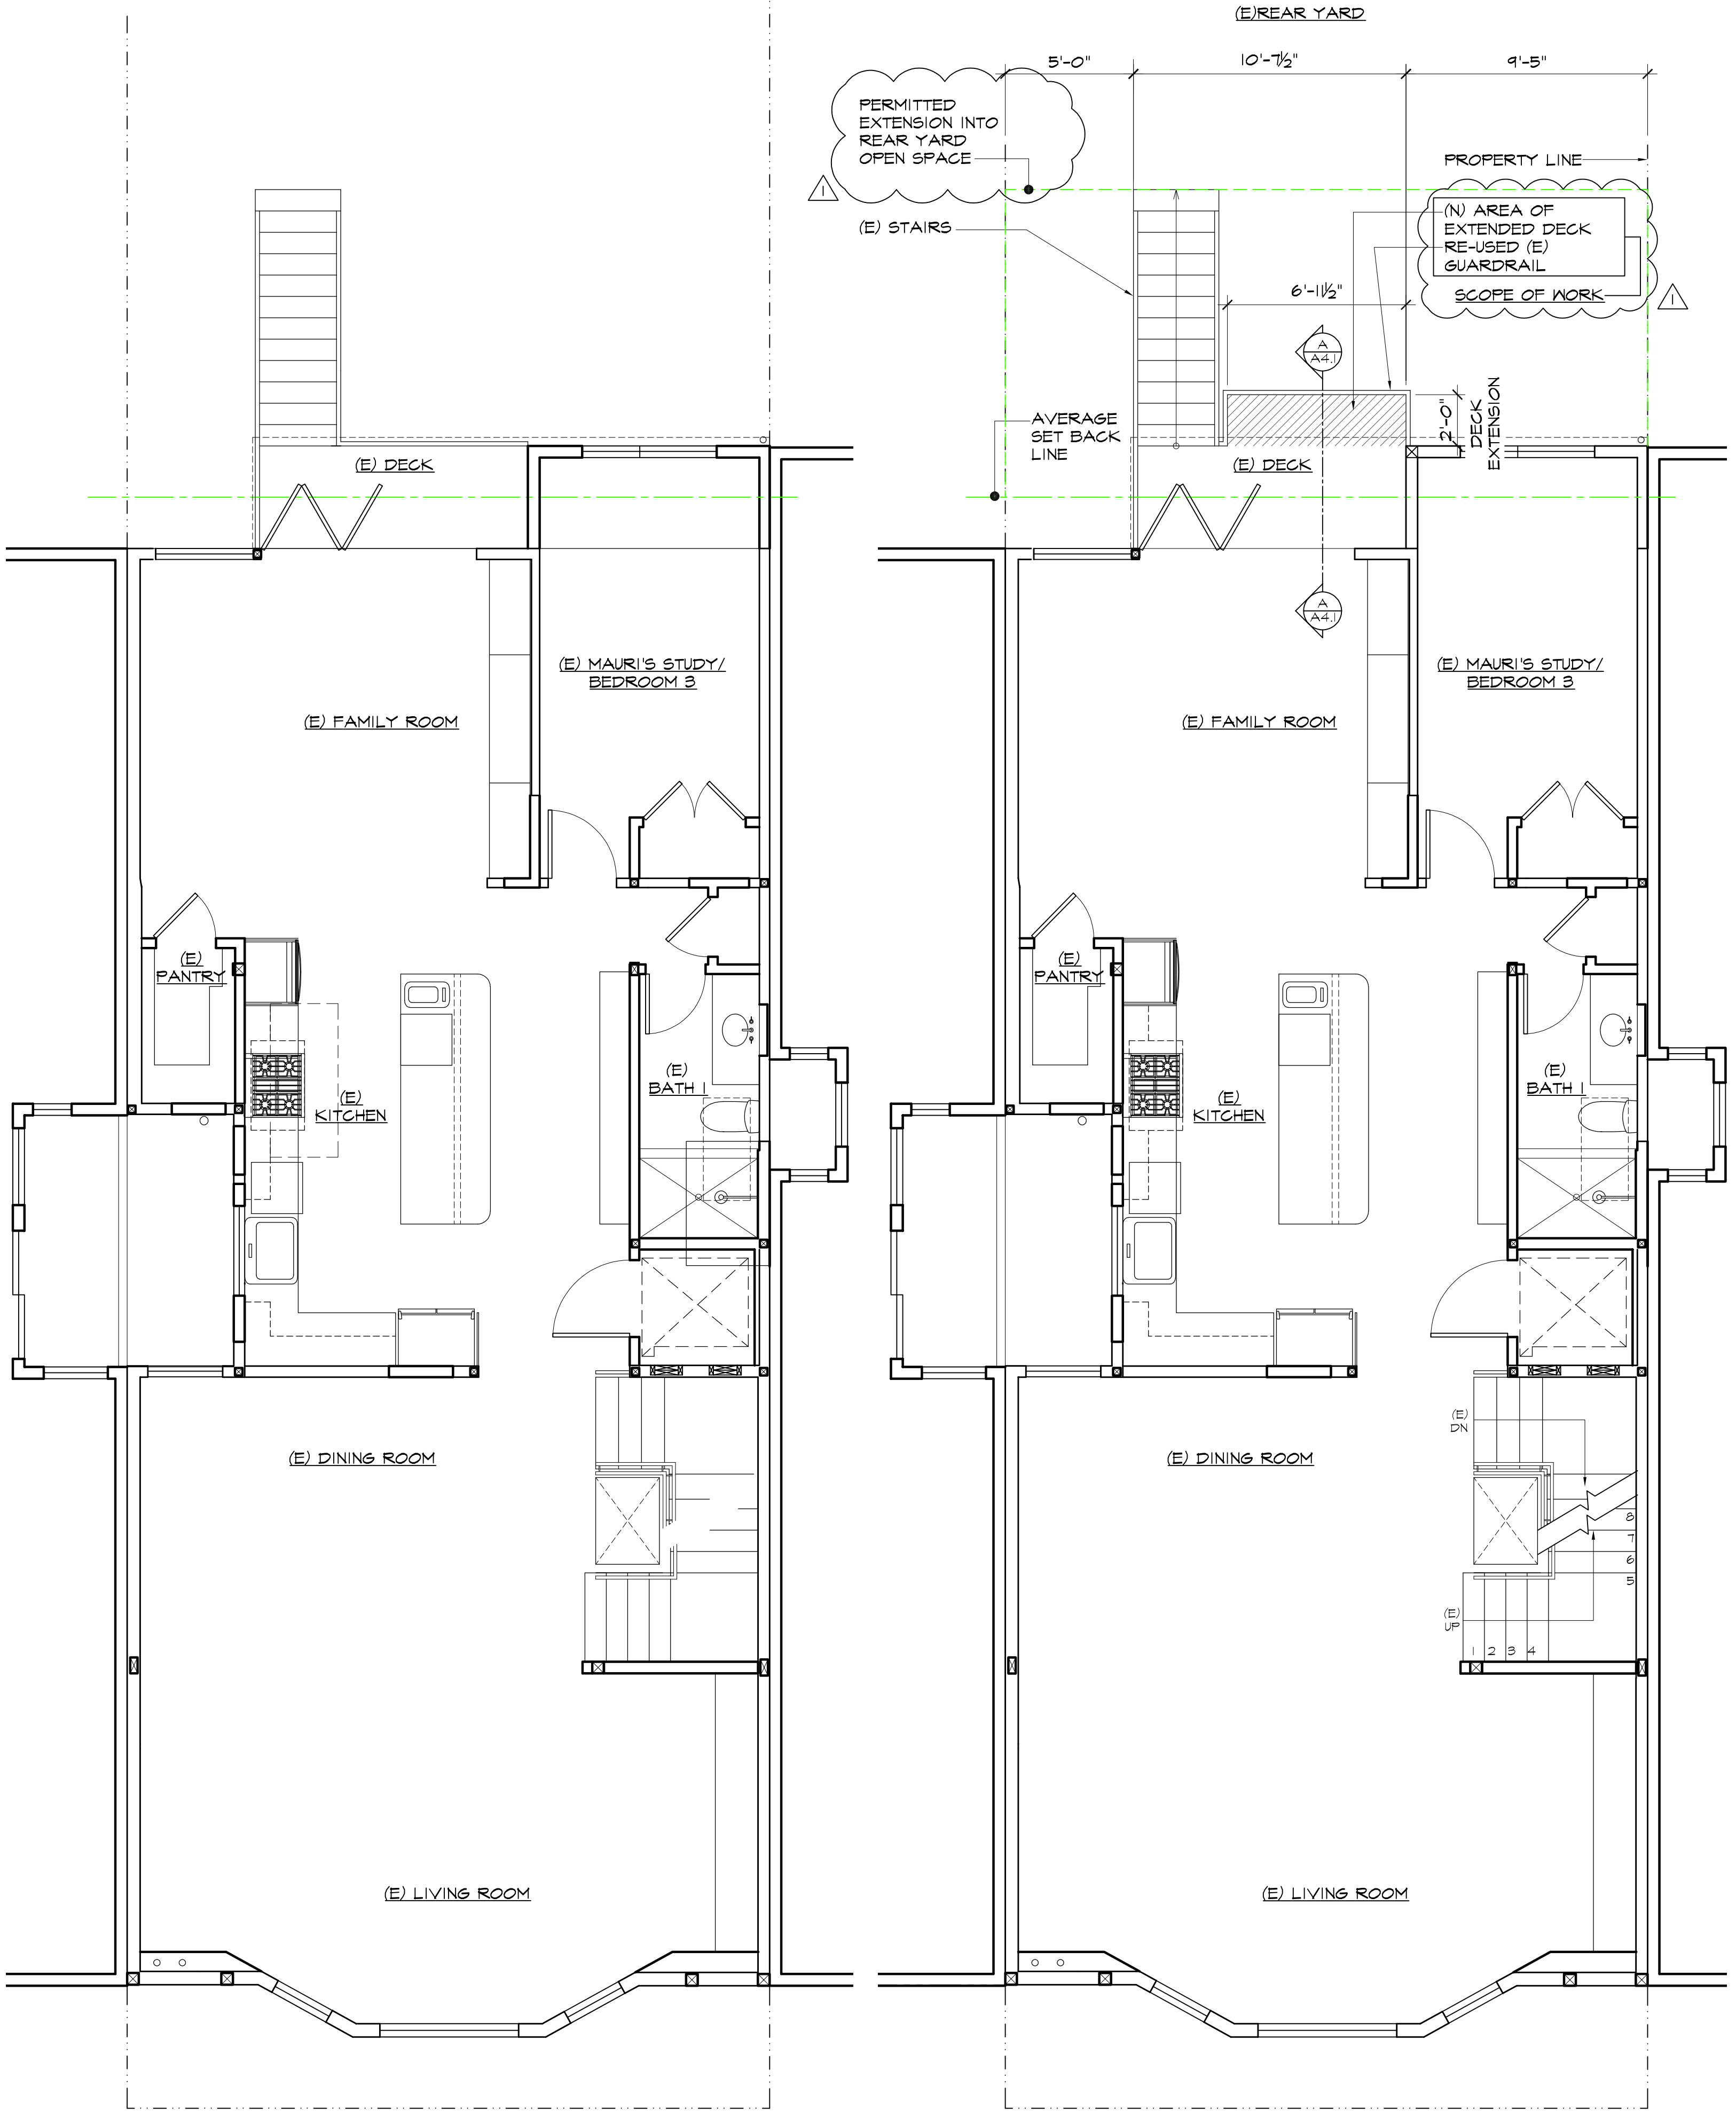 (E)REAR YARD
5'-0"
10'-7½"
9'-5"
PERMITTED
EXTENSION INTO
REAR YARD
OPEN SPACE
1
PROPERTY LINE
(N) AREA OF
EXTENDED DECK
RE-USED (E)
GUARDRAIL
SCOPE OF WORK
1
(E) STAIRS
6'-11½"
A
A4.1
2'-0"
DECK
EXTENSION
AVERAGE
SET BACK
LINE
(E) DECK
(E) DECK
A
A4.1
(E) MAURI'S STUDY/
BEDROOM 3
(E) MAURI'S STUDY/
BEDROOM 3
(E) FAMILY ROOM
(E) FAMILY ROOM
(E)
PANTRY
(E)
PANTRY
(E)
BATH 1
(E)
BATH 1
(E)
KITCHEN
(E)
KITCHEN
(E)
DN
(E) DINING ROOM
(E) DINING ROOM
8
7
6
5
(E)
UP
1 2 3 4
(E) LIVING ROOM
(E) LIVING ROOM